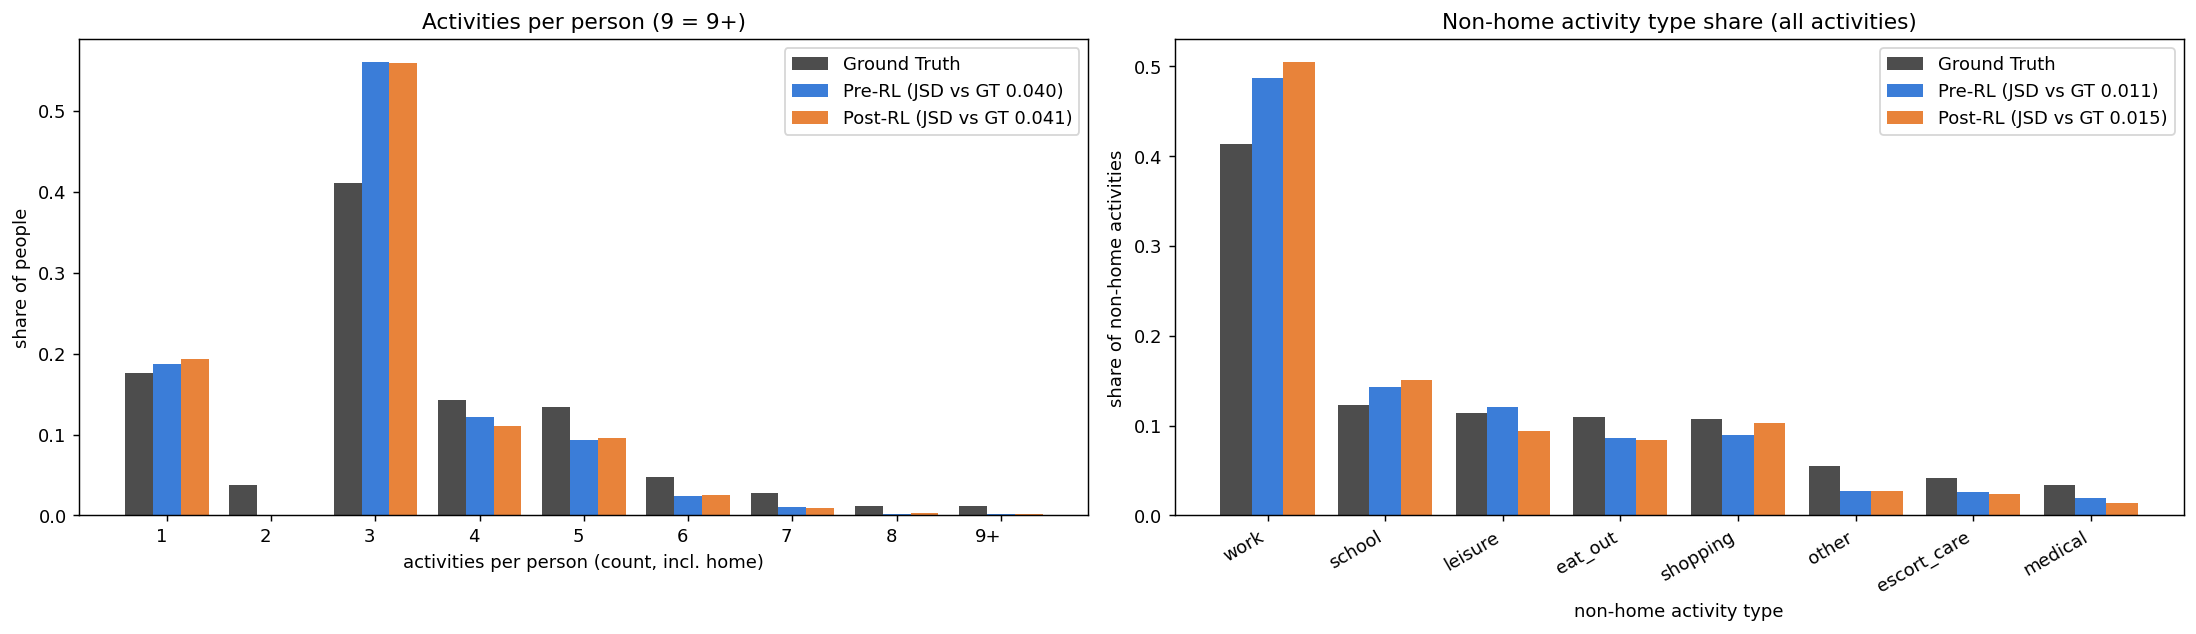 Activities per person (9 = 9+)
Ground Truth
Pre-RL (JSD vs GT 0.040)
Post-RL (JSD vs GT 0.041)
share of people
0.5
0.4
0.3
0.2
0.1
0.0
1 2 3 4 5 6 7 8 9+
activities per person (count, incl. home)
Non-home activity type share (all activities)
Ground Truth
Pre-RL (JSD vs GT 0.011)
Post-RL (JSD vs GT 0.015)
share of non-home activities
0.5
0.4
0.3
0.2
0.1
0.0
work school leisure eat_out shopping other escort_care medical
non-home activity type